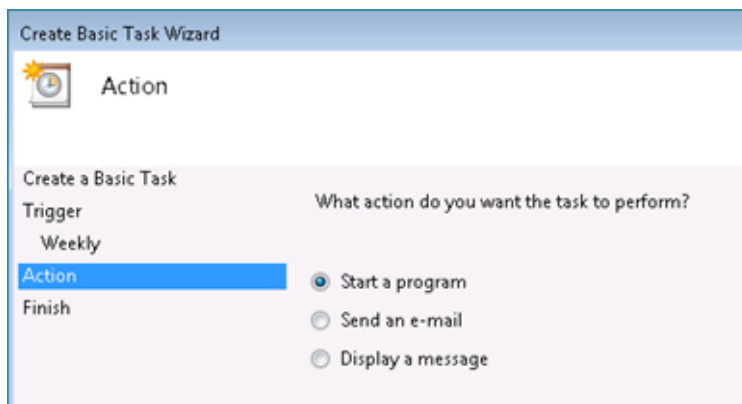 Create Basic Task Wizard
Action
Create a Basic Task
Trigger
Weekly
Action
Finish
What action do you want the task to perform?
Start a program
Send an e-mail
Display a message